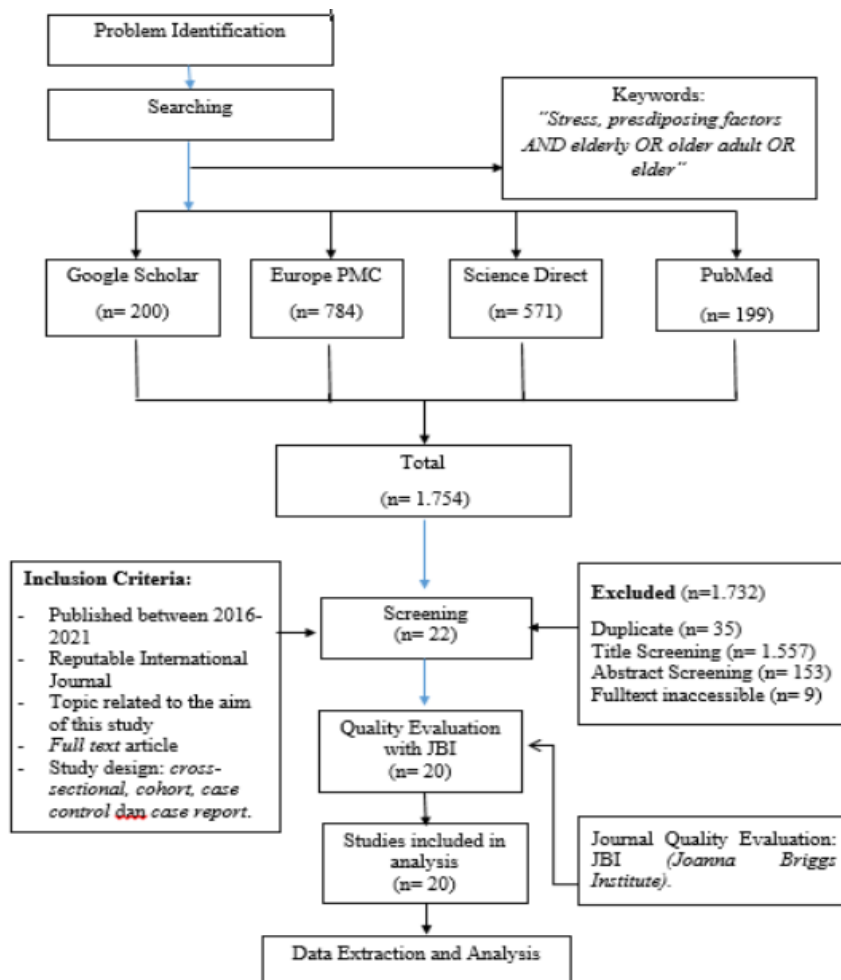 Problem Identification
Searching
Keywords:
"Stress, presdiposing factors
AND elderly OR older adult OR
elder"
Google Scholar
(n= 200)
Europe PMC
(n= 784)
Science Direct
(n= 571)
PubMed
(n= 199)
Total
(n= 1.754)
Inclusion Criteria:
- Published between 2016-
2021
- Reputable International
Journal
- Topic related to the aim
of this study
- Full text article
- Study design: cross-
sectional, cohort, case
control dan case report.
Screening
(n= 22)
Excluded (n=1.732)
Duplicate (n= 35)
Title Screening (n= 1.557)
Abstract Screening (n= 153)
Fulltext inaccessible (n= 9)
Quality Evaluation
with JBI
(n= 20)
Journal Quality Evaluation:
JBI (Joanna Briggs
Institute).
Studies included in
analysis
(n= 20)
Data Extraction and Analysis